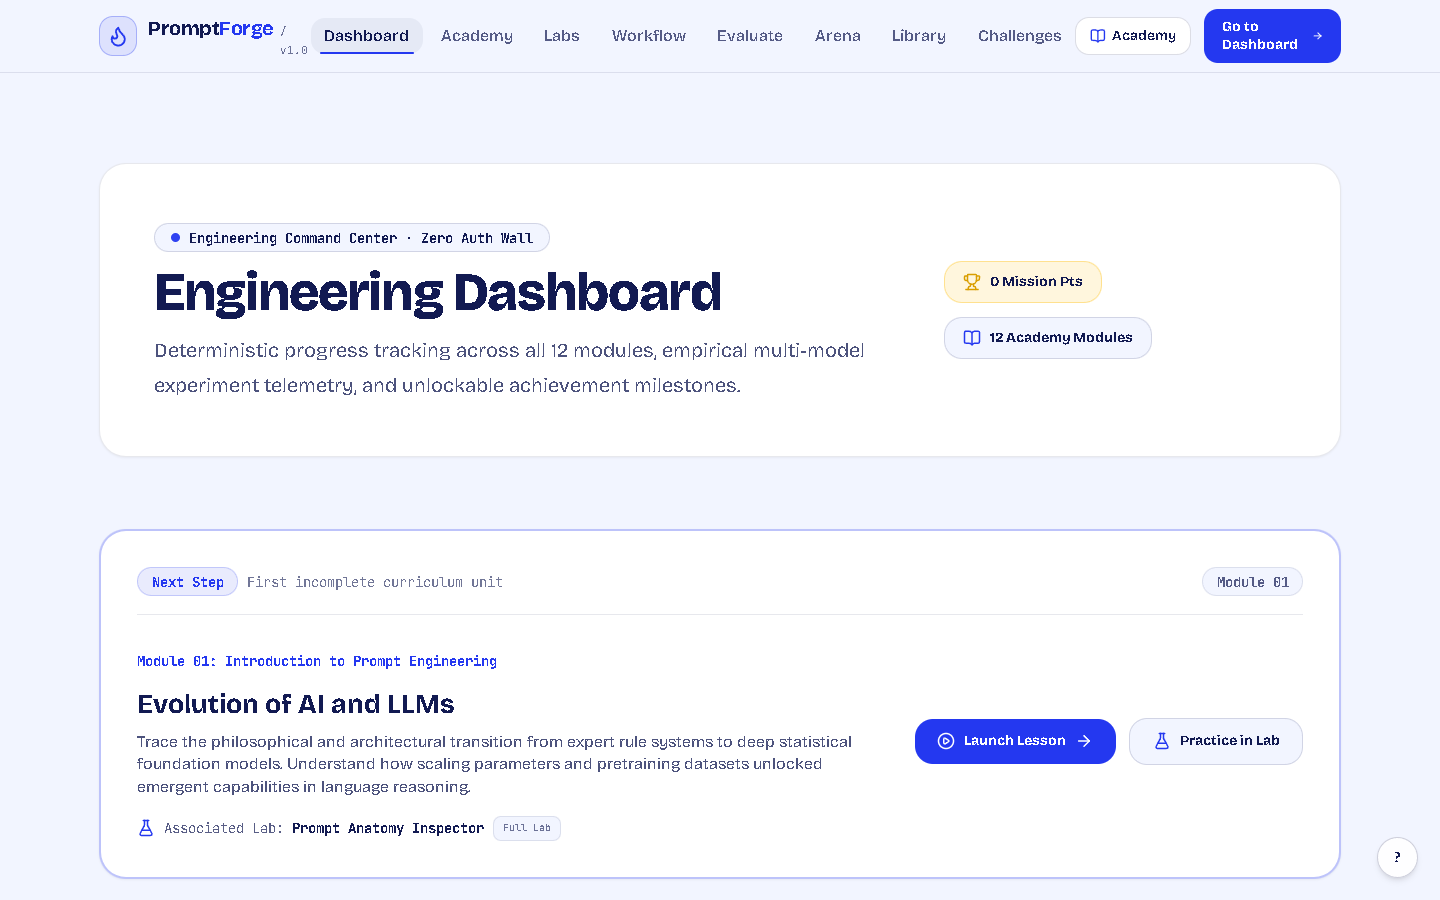 PromptForge / v1.0
Dashboard
Academy
Labs
Workflow
Evaluate
Arena
Library
Challenges
Academy
Go to
Dashboard →
Engineering Command Center · Zero Auth Wall
Engineering Dashboard
Deterministic progress tracking across all 12 modules, empirical multi-model
experiment telemetry, and unlockable achievement milestones.
0 Mission Pts
12 Academy Modules
Next Step First incomplete curriculum unit
Module 01
Module 01: Introduction to Prompt Engineering
Evolution of AI and LLMs
Trace the philosophical and architectural transition from expert rule systems to deep statistical
foundation models. Understand how scaling parameters and pretraining datasets unlocked
emergent capabilities in language reasoning.
Launch Lesson →
Practice in Lab
Associated Lab: Prompt Anatomy Inspector Full Lab
?